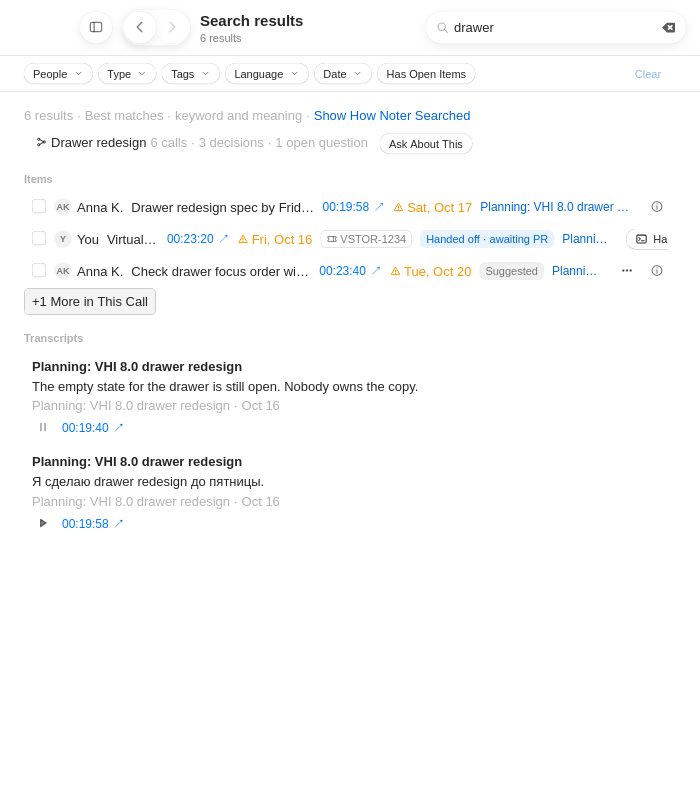 Search results
6 results
drawer
People Type Tags Language Date Has Open Items Clear
6 results · Best matches · keyword and meaning · Show How Noter Searched
Drawer redesign 6 calls · 3 decisions · 1 open question Ask About This
Items
AK Anna K. Drawer redesign spec by Frid… 00:19:58 ↗ Sat, Oct 17 Planning: VHI 8.0 drawer …
Y You Virtual… 00:23:20 ↗ Fri, Oct 16 VSTOR-1234 Handed off · awaiting PR Planni… Ha
AK Anna K. Check drawer focus order wi… 00:23:40 ↗ Tue, Oct 20 Suggested Planni…
+1 More in This Call
Transcripts
Planning: VHI 8.0 drawer redesign
The empty state for the drawer is still open. Nobody owns the copy.
Planning: VHI 8.0 drawer redesign · Oct 16
00:19:40 ↗
Planning: VHI 8.0 drawer redesign
Я сделаю drawer redesign до пятницы.
Planning: VHI 8.0 drawer redesign · Oct 16
00:19:58 ↗